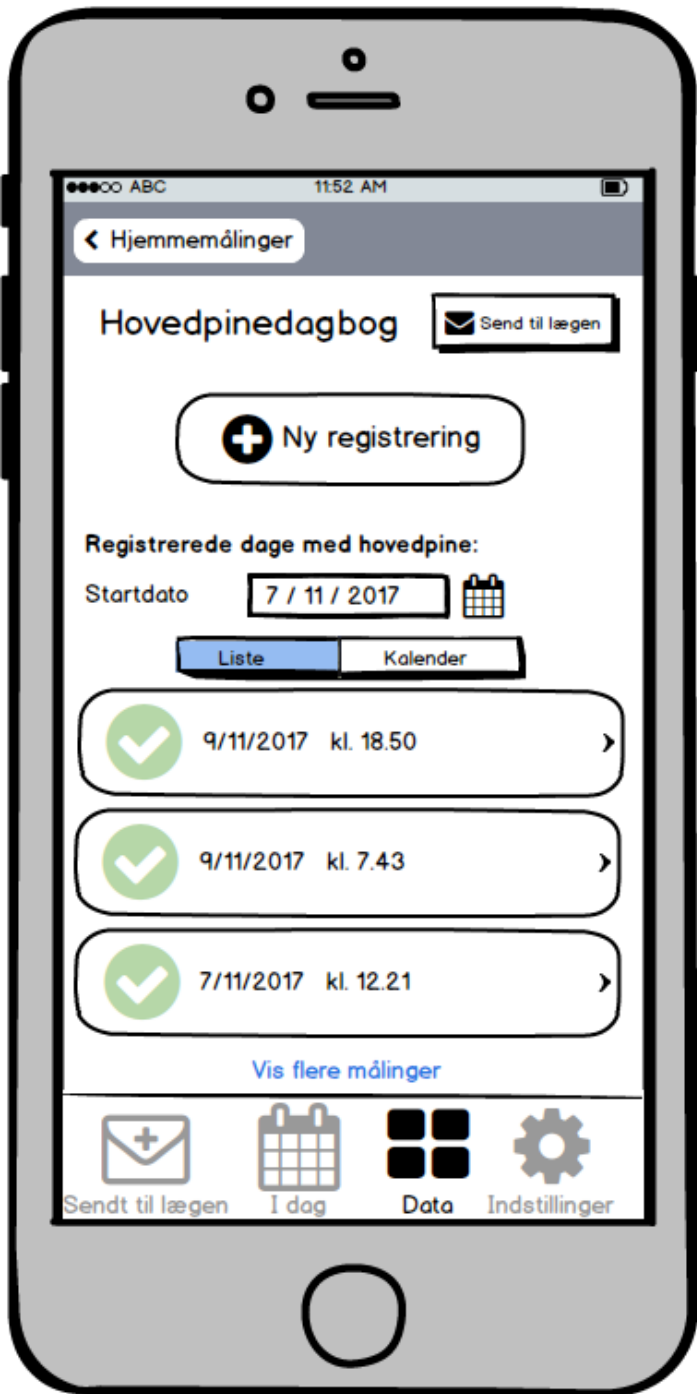 ABC 11:52 AM
Hjemmemålinger
Hovedpinedagbog
Send til lægen
Ny registrering
Registrerede dage med hovedpine:
Startdato 7 / 11 / 2017
Liste Kalender
9/11/2017 kl. 18.50
9/11/2017 kl. 7.43
7/11/2017 kl. 12.21
Vis flere målinger
Sendt til lægen I dag Data Indstillinger